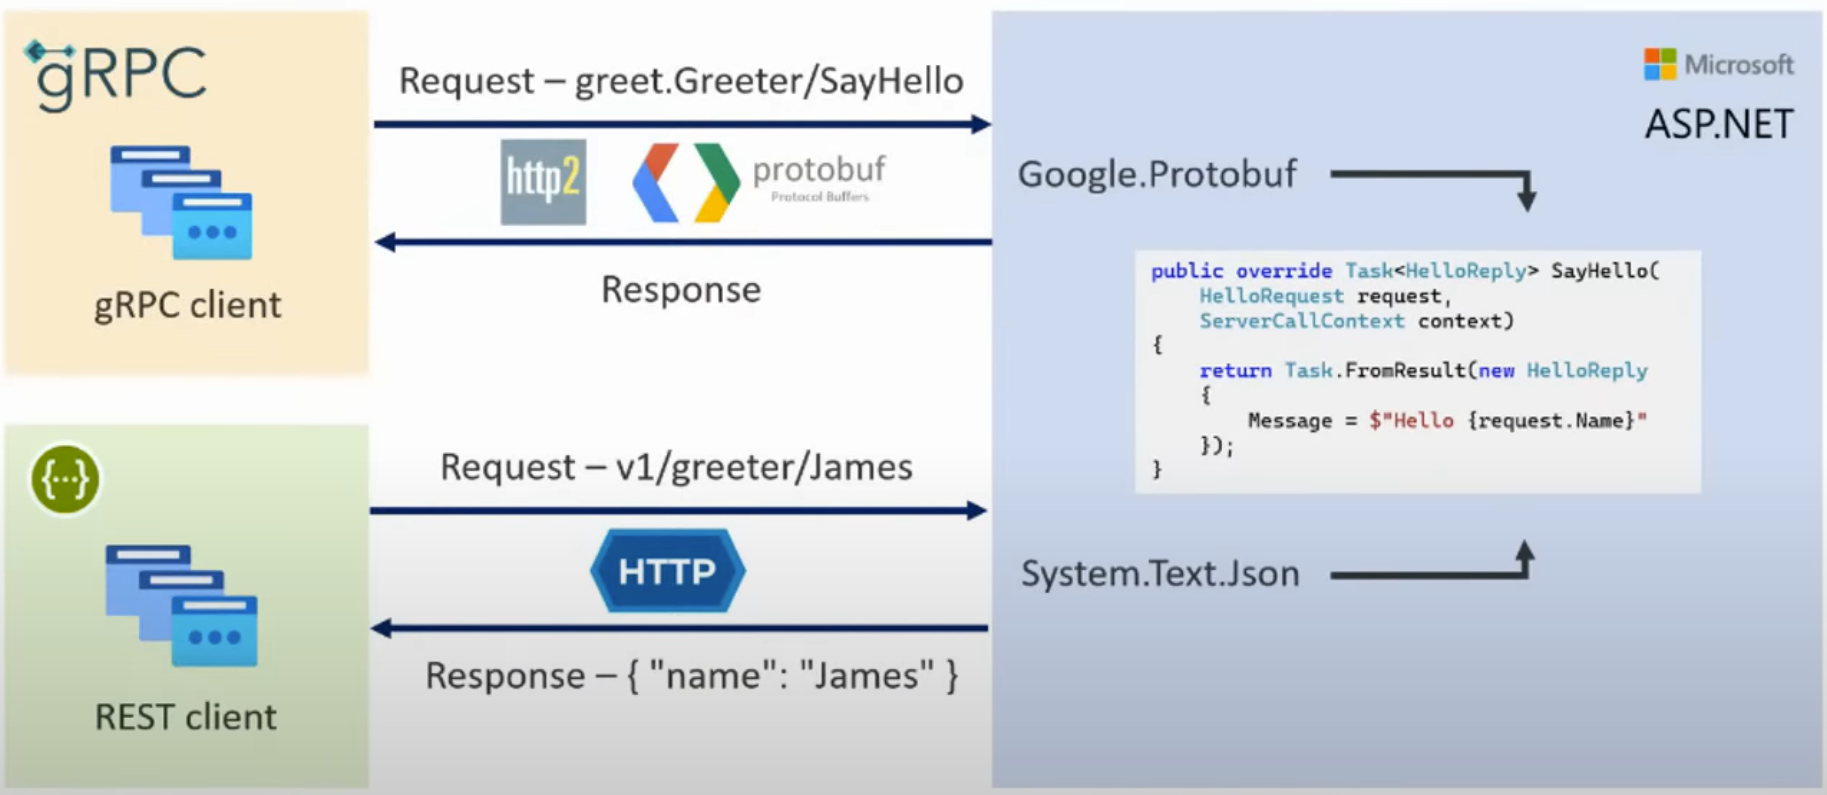 gRPC
gRPC client
Request – greet.Greeter/SayHello
http2
protobuf
Protocol Buffers
Response
{...}
REST client
Request – v1/greeter/James
HTTP
Response – { "name": "James" }
Microsoft
ASP.NET
Google.Protobuf
public override Task<HelloReply> SayHello(
    HelloRequest request,
    ServerCallContext context)
{
    return Task.FromResult(new HelloReply
    {
        Message = $"Hello {request.Name}"
    });
}
System.Text.Json